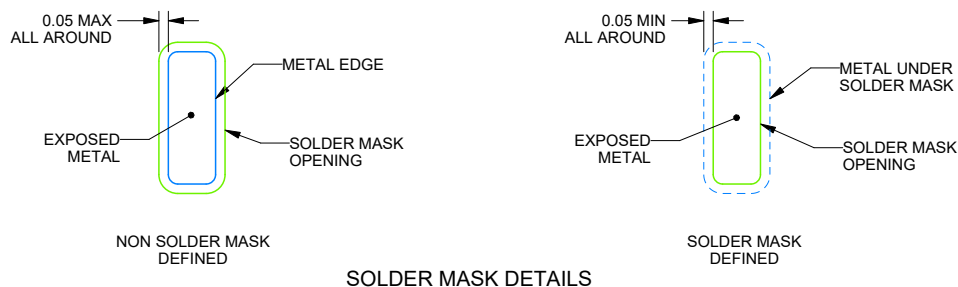 0.05 MAX
ALL AROUND
METAL EDGE
EXPOSED
METAL
SOLDER MASK
OPENING
NON SOLDER MASK
DEFINED
0.05 MIN
ALL AROUND
METAL UNDER
SOLDER MASK
EXPOSED
METAL
SOLDER MASK
OPENING
SOLDER MASK
DEFINED
SOLDER MASK DETAILS